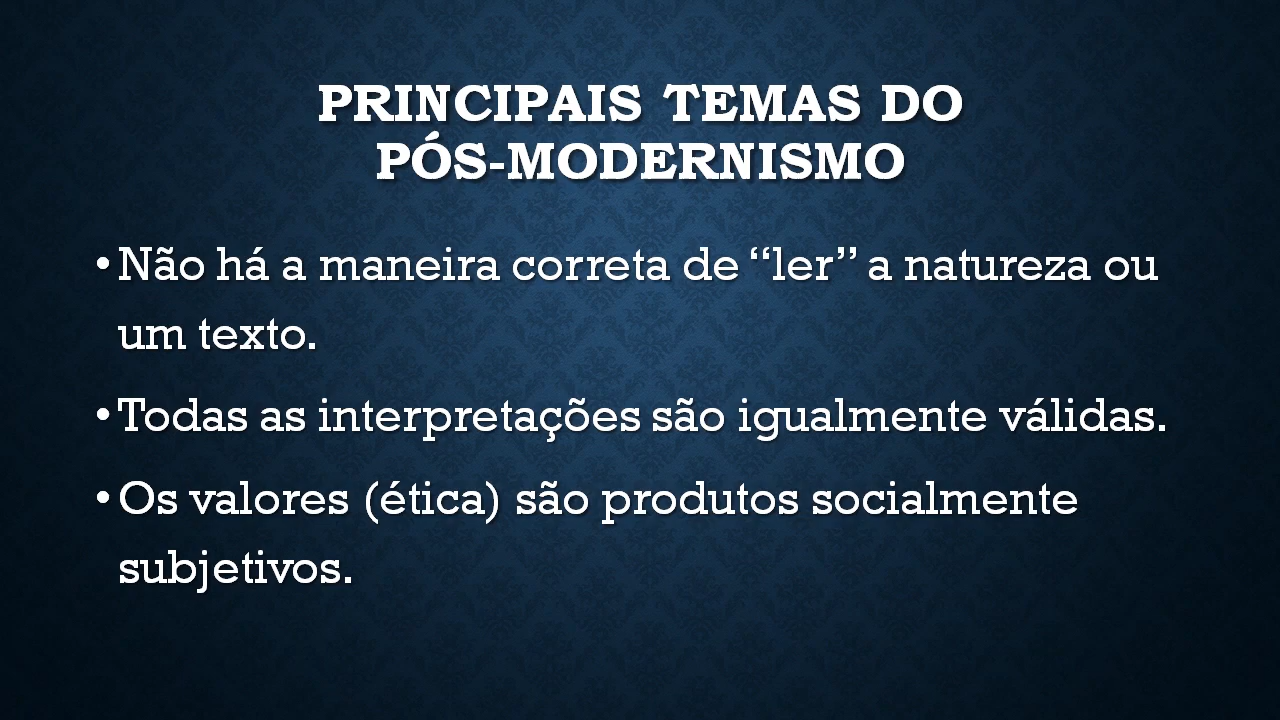 PRINCIPAIS TEMAS DO
PÓS-MODERNISMO
• Não há a maneira correta de “ler” a natureza ou
um texto.
• Todas as interpretações são igualmente válidas.
• Os valores (ética) são produtos socialmente
subjetivos.